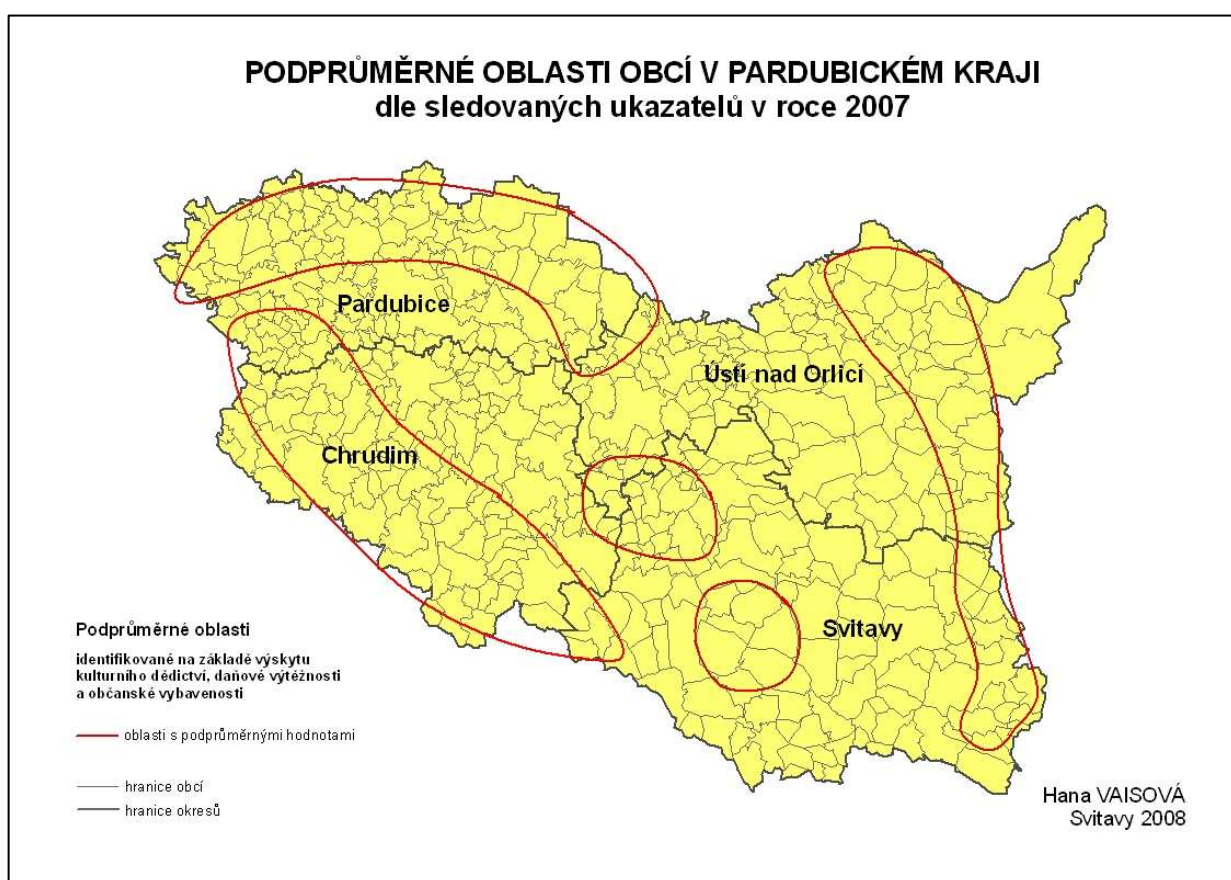 PODPRŮMĚRNÉ OBLASTI OBCÍ V PARDUBICKÉM KRAJI
dle sledovaných ukazatelů v roce 2007
Pardubice
Ústí nad Orlicí
Chrudim
Svitavy
Podprůměrné oblasti
identifikované na základě výskytu
kulturního dědictví, daňové výtěžnosti
a občanské vybavenosti
oblasti s podprůměrnými hodnotami
hranice obcí
hranice okresů
Hana VAISOVÁ
Svitavy 2008